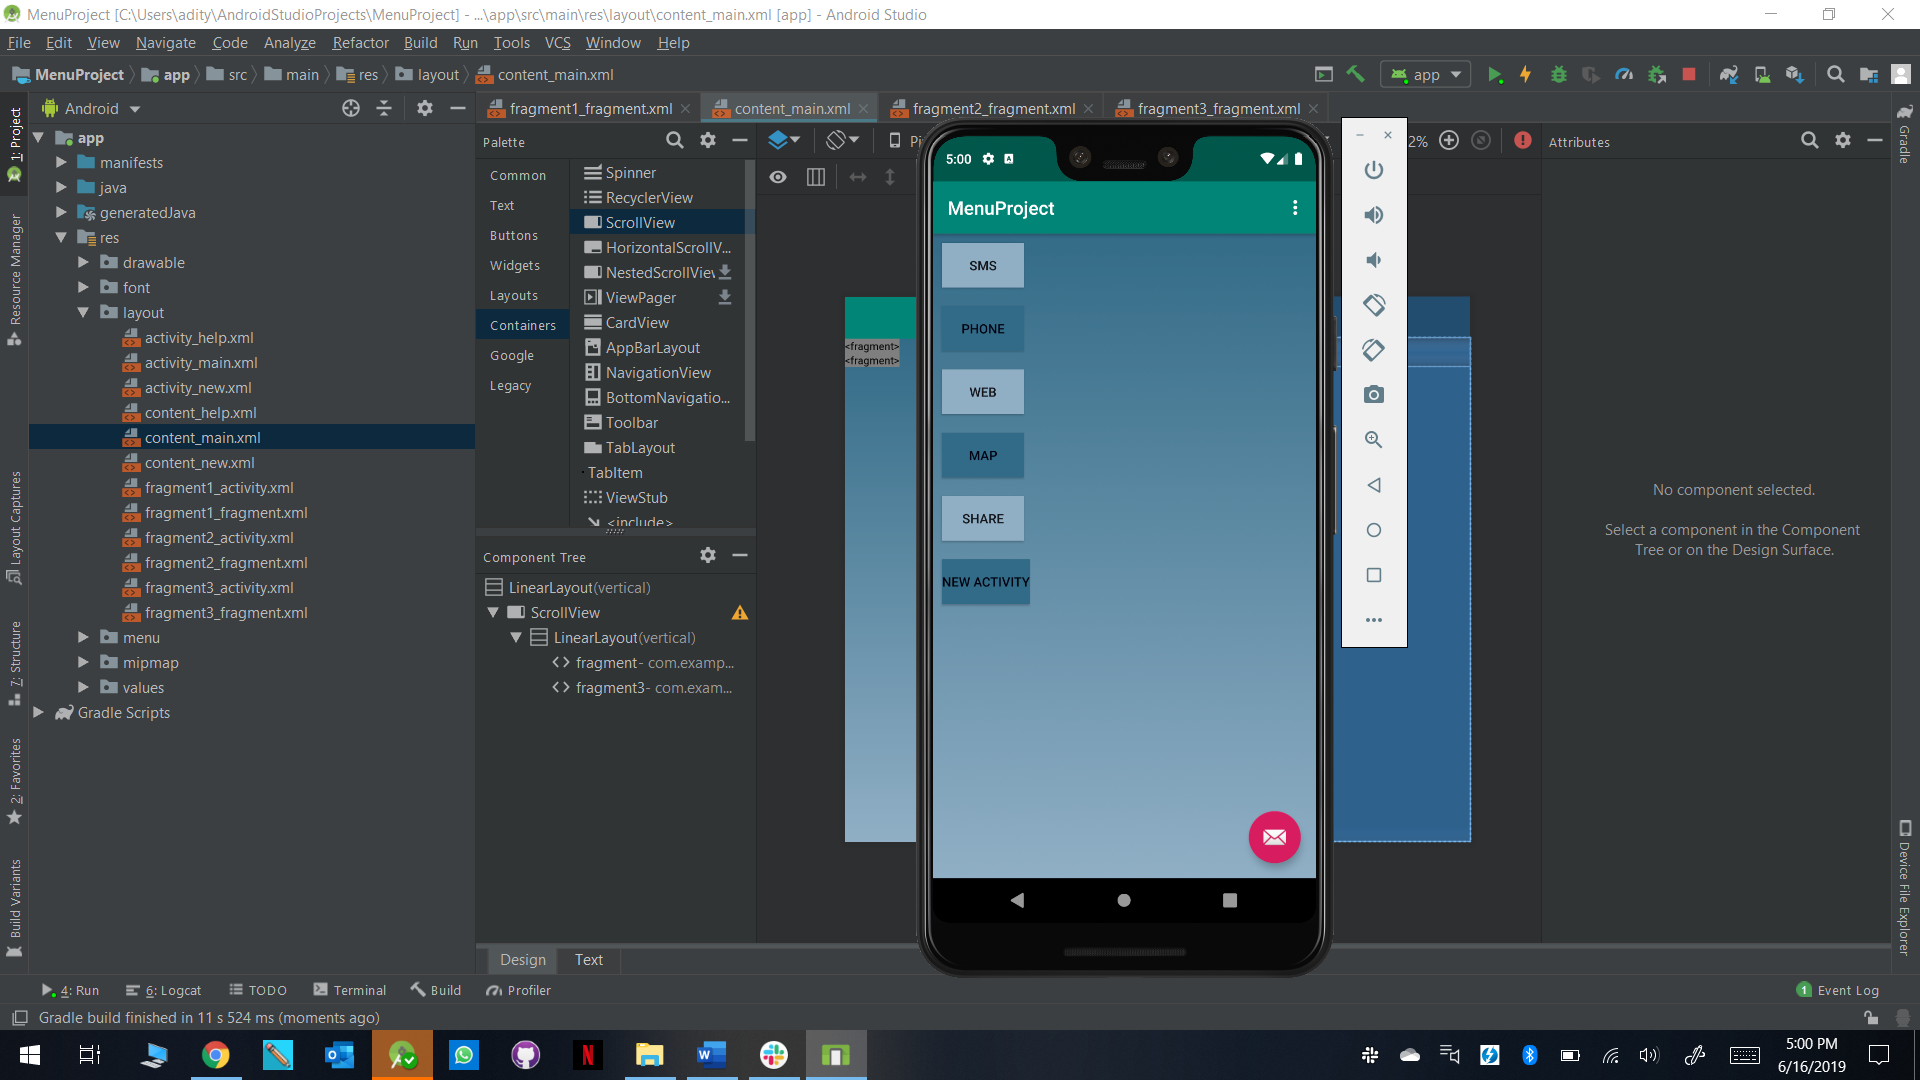 MenuProject [C:\Users\adity\AndroidStudioProjects\MenuProject] - ...\app\src\main\res\layout\content_main.xml [app] - Android Studio
File Edit View Navigate Code Analyze Refactor Build Run Tools VCS Window Help
MenuProject app src main res layout content_main.xml
app
Android
fragment1_fragment.xml content_main.xml fragment2_fragment.xml fragment3_fragment.xml
1: Project
Resource Manager
Layout Captures
7: Structure
2: Favorites
Build Variants
app
manifests
java
generatedJava
res
drawable
font
layout
activity_help.xml
activity_main.xml
activity_new.xml
content_help.xml
content_main.xml
content_new.xml
fragment1_activity.xml
fragment1_fragment.xml
fragment2_activity.xml
fragment2_fragment.xml
fragment3_activity.xml
fragment3_fragment.xml
menu
mipmap
values
Gradle Scripts
Palette
Common
Text
Buttons
Widgets
Layouts
Containers
Google
Legacy
Spinner
RecyclerView
ScrollView
HorizontalScrollV...
NestedScrollView
ViewPager
CardView
AppBarLayout
NavigationView
BottomNavigatio...
Toolbar
TabLayout
TabItem
ViewStub
<include>
Component Tree
LinearLayout(vertical)
ScrollView
LinearLayout(vertical)
fragment- com.examp...
fragment3- com.exam...
Pi
2%
<fragment>
<fragment>
5:00
A
MenuProject
SMS
PHONE
WEB
MAP
SHARE
NEW ACTIVITY
Attributes
No component selected.
Select a component in the Component
Tree or on the Design Surface.
Gradle
Device File Explorer
Design Text
4: Run 6: Logcat TODO Terminal Build Profiler
1 Event Log
Gradle build finished in 11 s 524 ms (moments ago)
5:00 PM
6/16/2019